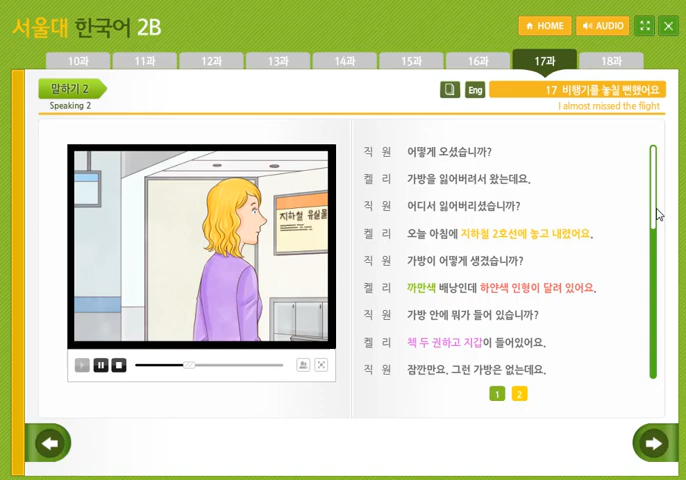 서울대 한국어 2B
HOME
AUDIO
10과 11과 12과 13과 14과 15과 16과 17과 18과
말하기 2
Speaking 2
Eng
17 비행기를 놓칠 뻔했어요
I almost missed the flight
지하철 유실물
직 원 어떻게 오셨습니까?
켈 리 가방을 잃어버려서 왔는데요.
직 원 어디서 잃어버리셨습니까?
켈 리 오늘 아침에 지하철 2호선에 놓고 내렸어요.
직 원 가방이 어떻게 생겼습니까?
켈 리 까만색 배낭인데 하얀색 인형이 달려 있어요.
직 원 가방 안에 뭐가 들어 있습니까?
켈 리 책 두 권하고 지갑이 들어있어요.
직 원 잠깐만요. 그런 가방은 없는데요.
1 2